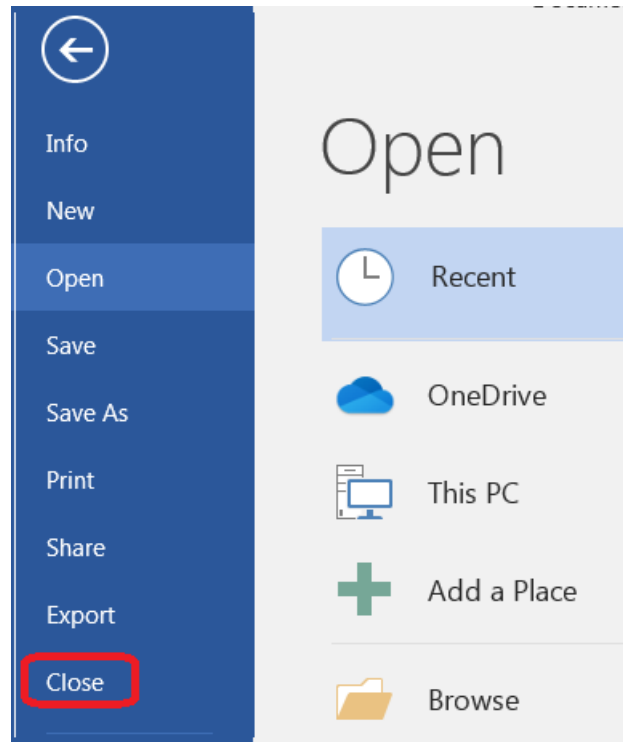 Info
New
Open
Save
Save As
Print
Share
Export
Close
Open
Recent
OneDrive
This PC
Add a Place
Browse